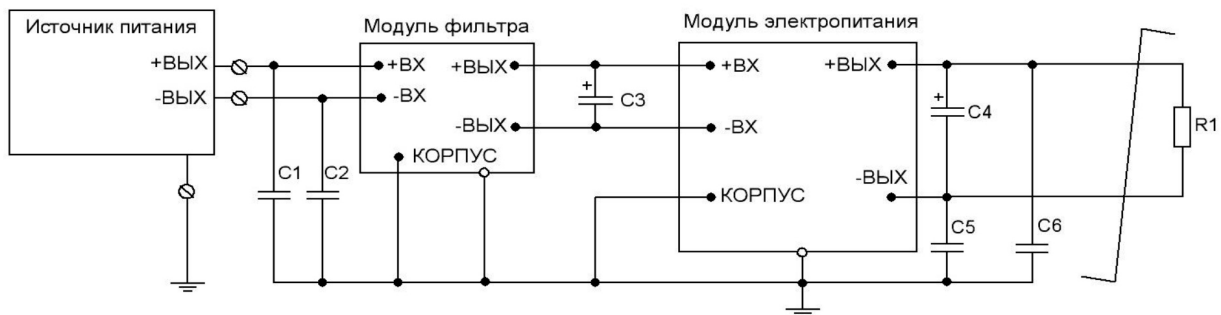 Источник питания
+ВЫХ
-ВЫХ
C1
C2
Модуль фильтра
+ВХ
-ВХ
+ВЫХ
-ВЫХ
КОРПУС
+
C3
Модуль электропитания
+ВХ
-ВХ
КОРПУС
+ВЫХ
-ВЫХ
+
C4
C5
C6
R1